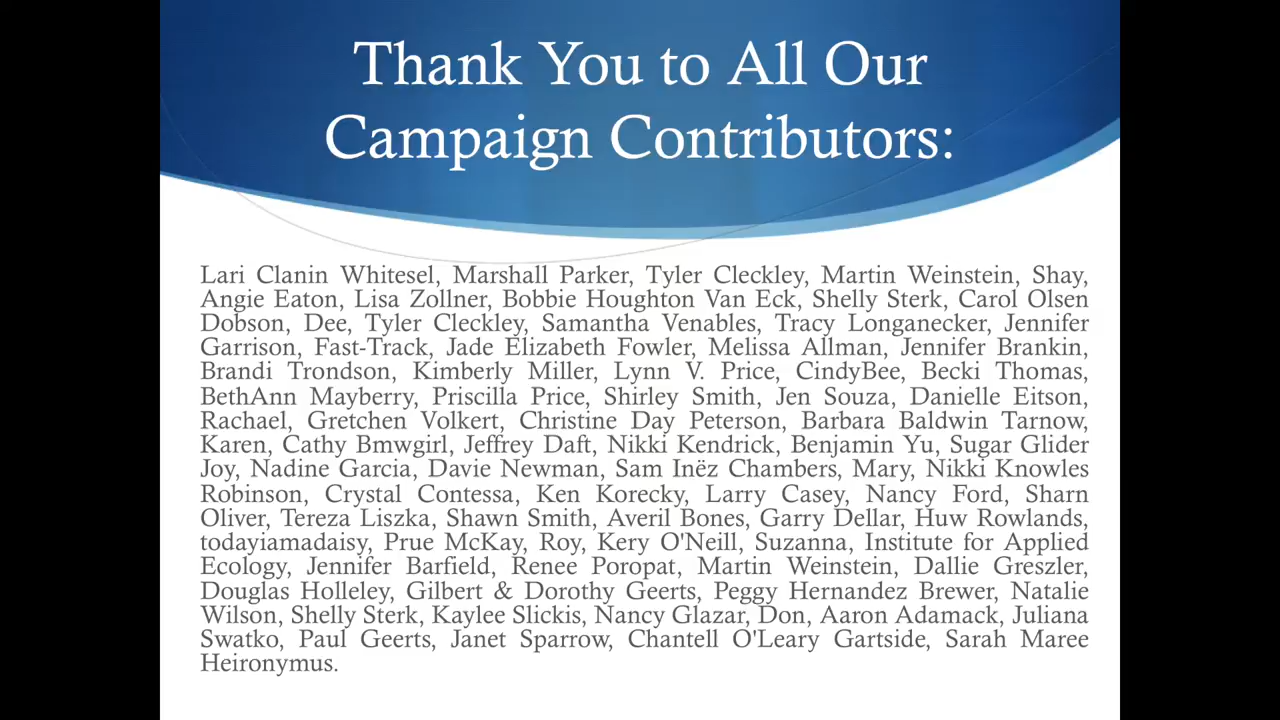 Thank You to All Our
Campaign Contributors:
Lari Clanin Whitesel, Marshall Parker, Tyler Cleckley, Martin Weinstein, Shay,
Angie Eaton, Lisa Zollner, Bobbie Houghton Van Eck, Shelly Sterk, Carol Olsen
Dobson, Dee, Tyler Cleckley, Samantha Venables, Tracy Longanecker, Jennifer
Garrison, Fast-Track, Jade Elizabeth Fowler, Melissa Allman, Jennifer Brankin,
Brandi Trondson, Kimberly Miller, Lynn V. Price, CindyBee, Becki Thomas,
BethAnn Mayberry, Priscilla Price, Shirley Smith, Jen Souza, Danielle Eitson,
Rachael, Gretchen Volkert, Christine Day Peterson, Barbara Baldwin Tarnow,
Karen, Cathy Bmwgirl, Jeffrey Daft, Nikki Kendrick, Benjamin Yu, Sugar Glider
Joy, Nadine Garcia, Davie Newman, Sam Inëz Chambers, Mary, Nikki Knowles
Robinson, Crystal Contessa, Ken Korecky, Larry Casey, Nancy Ford, Sharn
Oliver, Tereza Liszka, Shawn Smith, Averil Bones, Garry Dellar, Huw Rowlands,
todayiamadaisy, Prue McKay, Roy, Kery O'Neill, Suzanna, Institute for Applied
Ecology, Jennifer Barfield, Renee Poropat, Martin Weinstein, Dallie Greszler,
Douglas Holleley, Gilbert & Dorothy Geerts, Peggy Hernandez Brewer, Natalie
Wilson, Shelly Sterk, Kaylee Slickis, Nancy Glazar, Don, Aaron Adamack, Juliana
Swatko, Paul Geerts, Janet Sparrow, Chantell O'Leary Gartside, Sarah Maree
Heironymus.